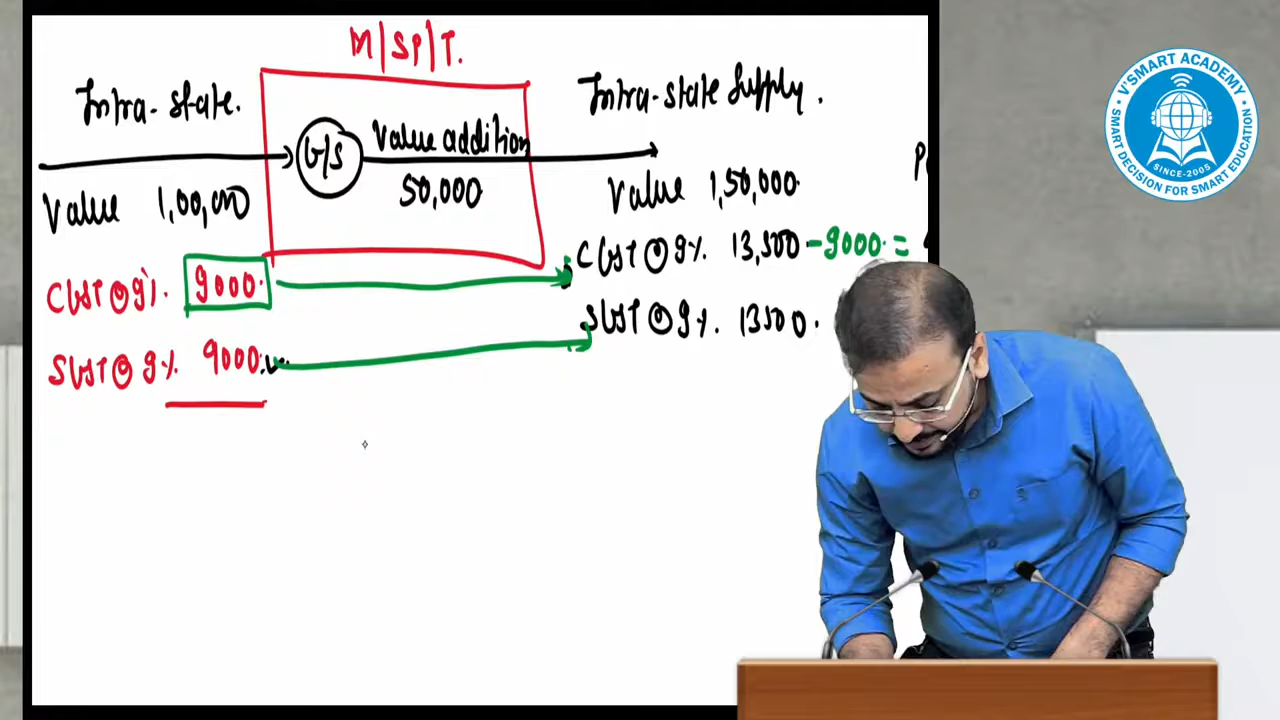 M|SP|T.
Intra-state.
G/S
Value addition
50,000
Intra-state Supply.
Value 1,00,000
Value 1,50,000
CGST@9%. 9000.
CGST@9%. 13,500 -9000 =
SGST@9%. 9000.
SGST@9%. 13500.
V'SMART ACADEMY
SINCE-2005
SMART DECISION FOR SMART EDUCATION